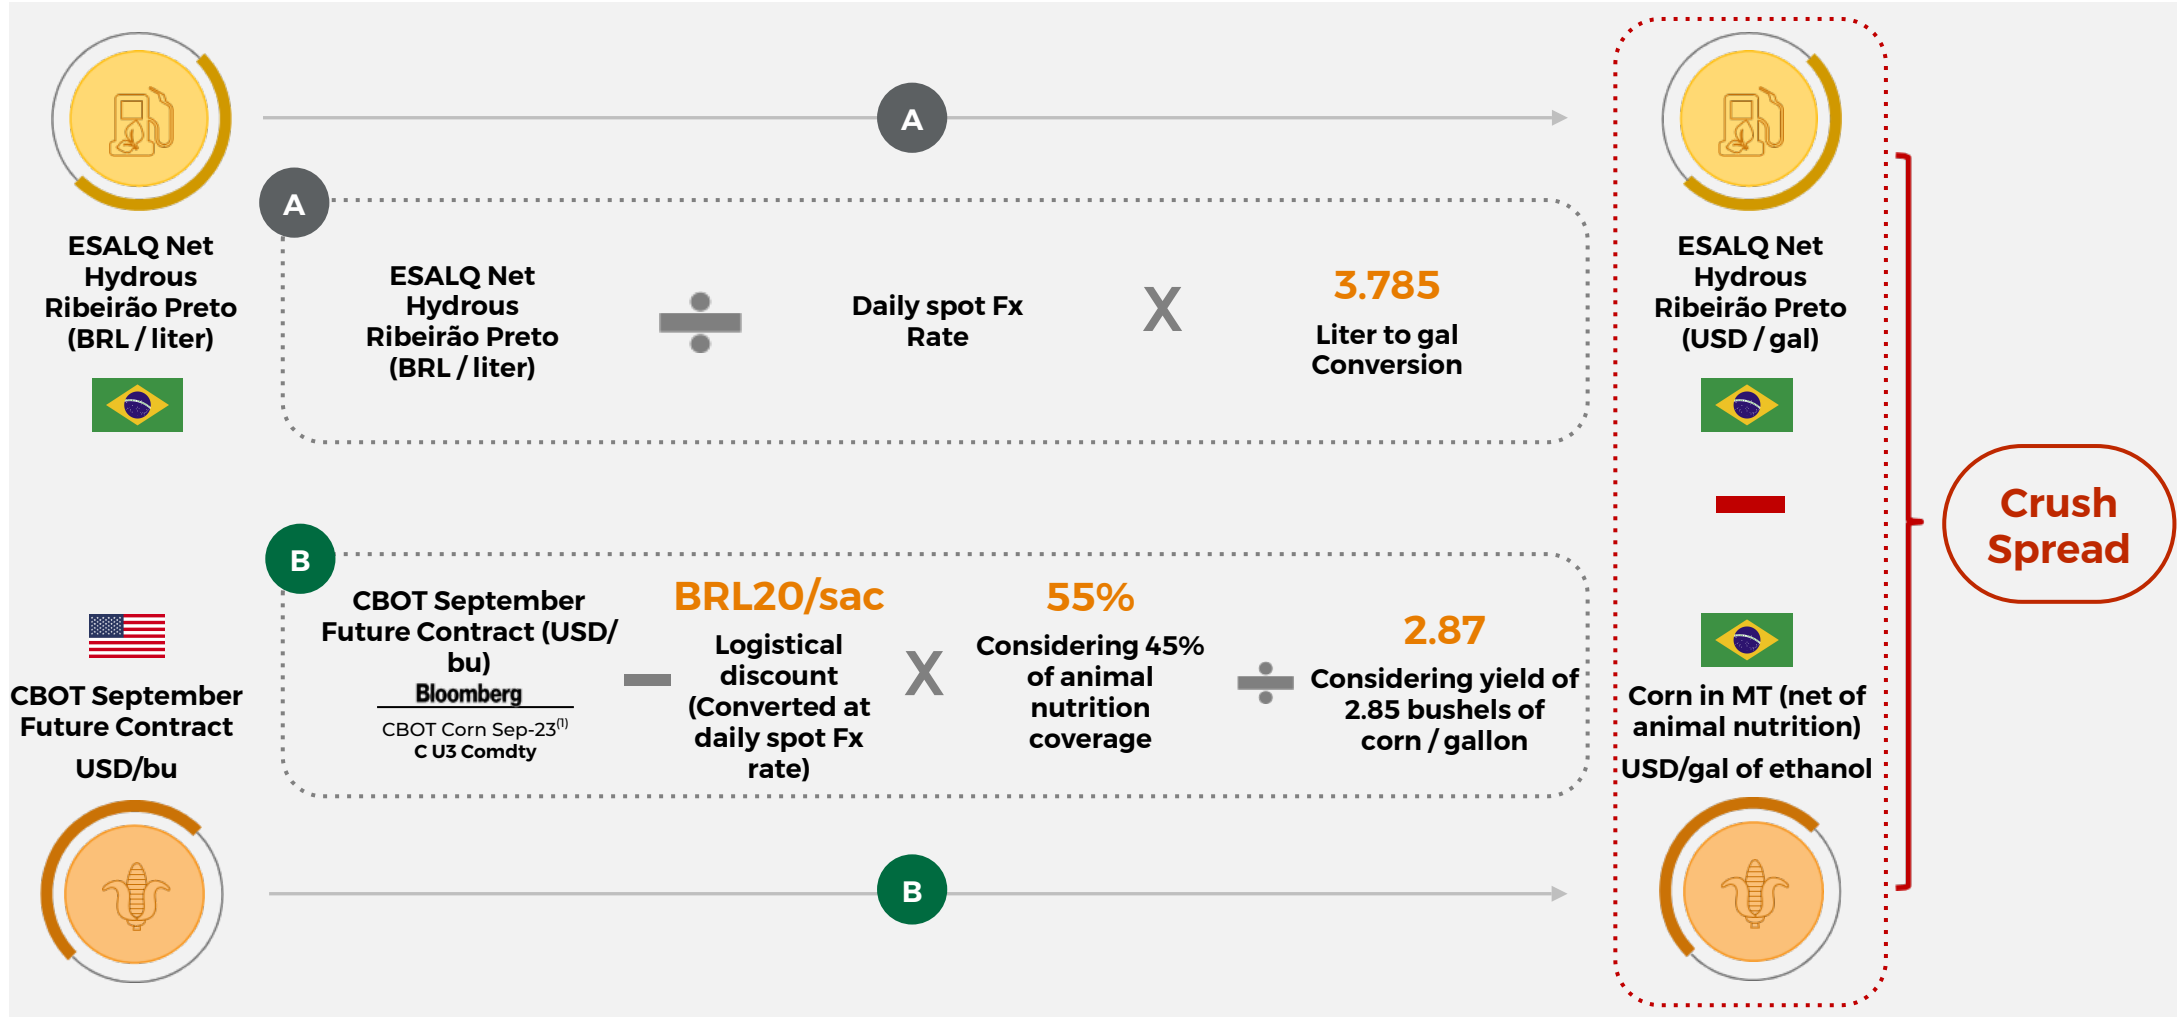 A
A
ESALQ Net
Hydrous
Ribeirão Preto
(BRL / liter)
ESALQ Net
Hydrous
Ribeirão Preto
(BRL / liter)
Daily spot Fx
Rate
X
3.785
Liter to gal
Conversion
ESALQ Net
Hydrous
Ribeirão Preto
(USD / gal)
Crush
Spread
B
CBOT September
Future Contract
USD/bu
CBOT September
Future Contract (USD/
bu)
Bloomberg
CBOT Corn Sep-23(1)
C U3 Comdty
BRL20/sac
Logistical
discount
(Converted at
daily spot Fx
rate)
X
55%
Considering 45%
of animal
nutrition
coverage
2.87
Considering yield of
2.85 bushels of
corn / gallon
Corn in MT (net of
animal nutrition)
USD/gal of ethanol
B